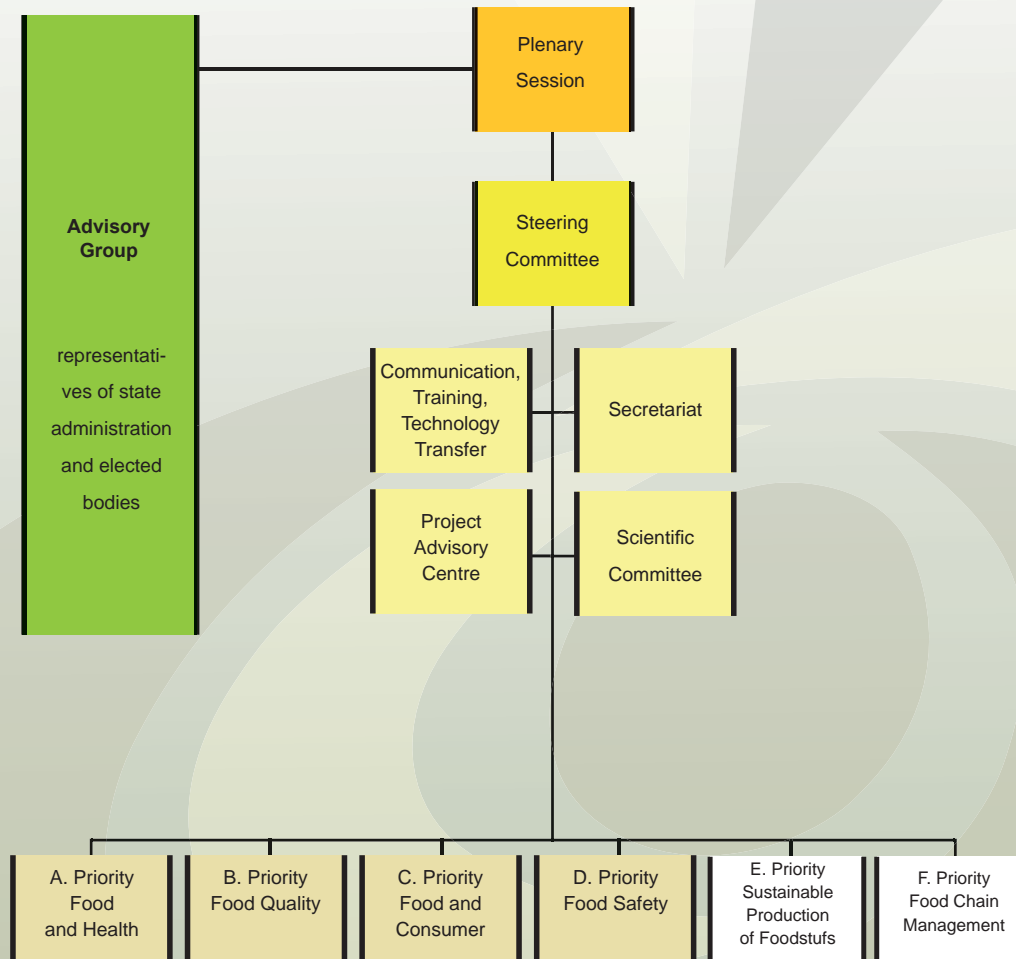 Plenary
Session
Advisory
Group
representati-
ves of state
administration
and elected
bodies
Steering
Committee
Communication,
Training,
Technology
Transfer
Secretariat
Project
Advisory
Centre
Scientific
Committee
A. Priority
Food
and Health
B. Priority
Food Quality
C. Priority
Food and
Consumer
D. Priority
Food Safety
E. Priority
Sustainable
Production
of Foodstufs
F. Priority
Food Chain
Management